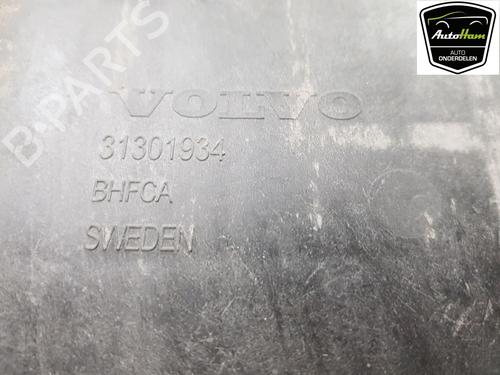 AutoHam
AUTO
ONDERDELEN
B-PARTS
VOLVO
31301934
BHFCA
SWEDEN